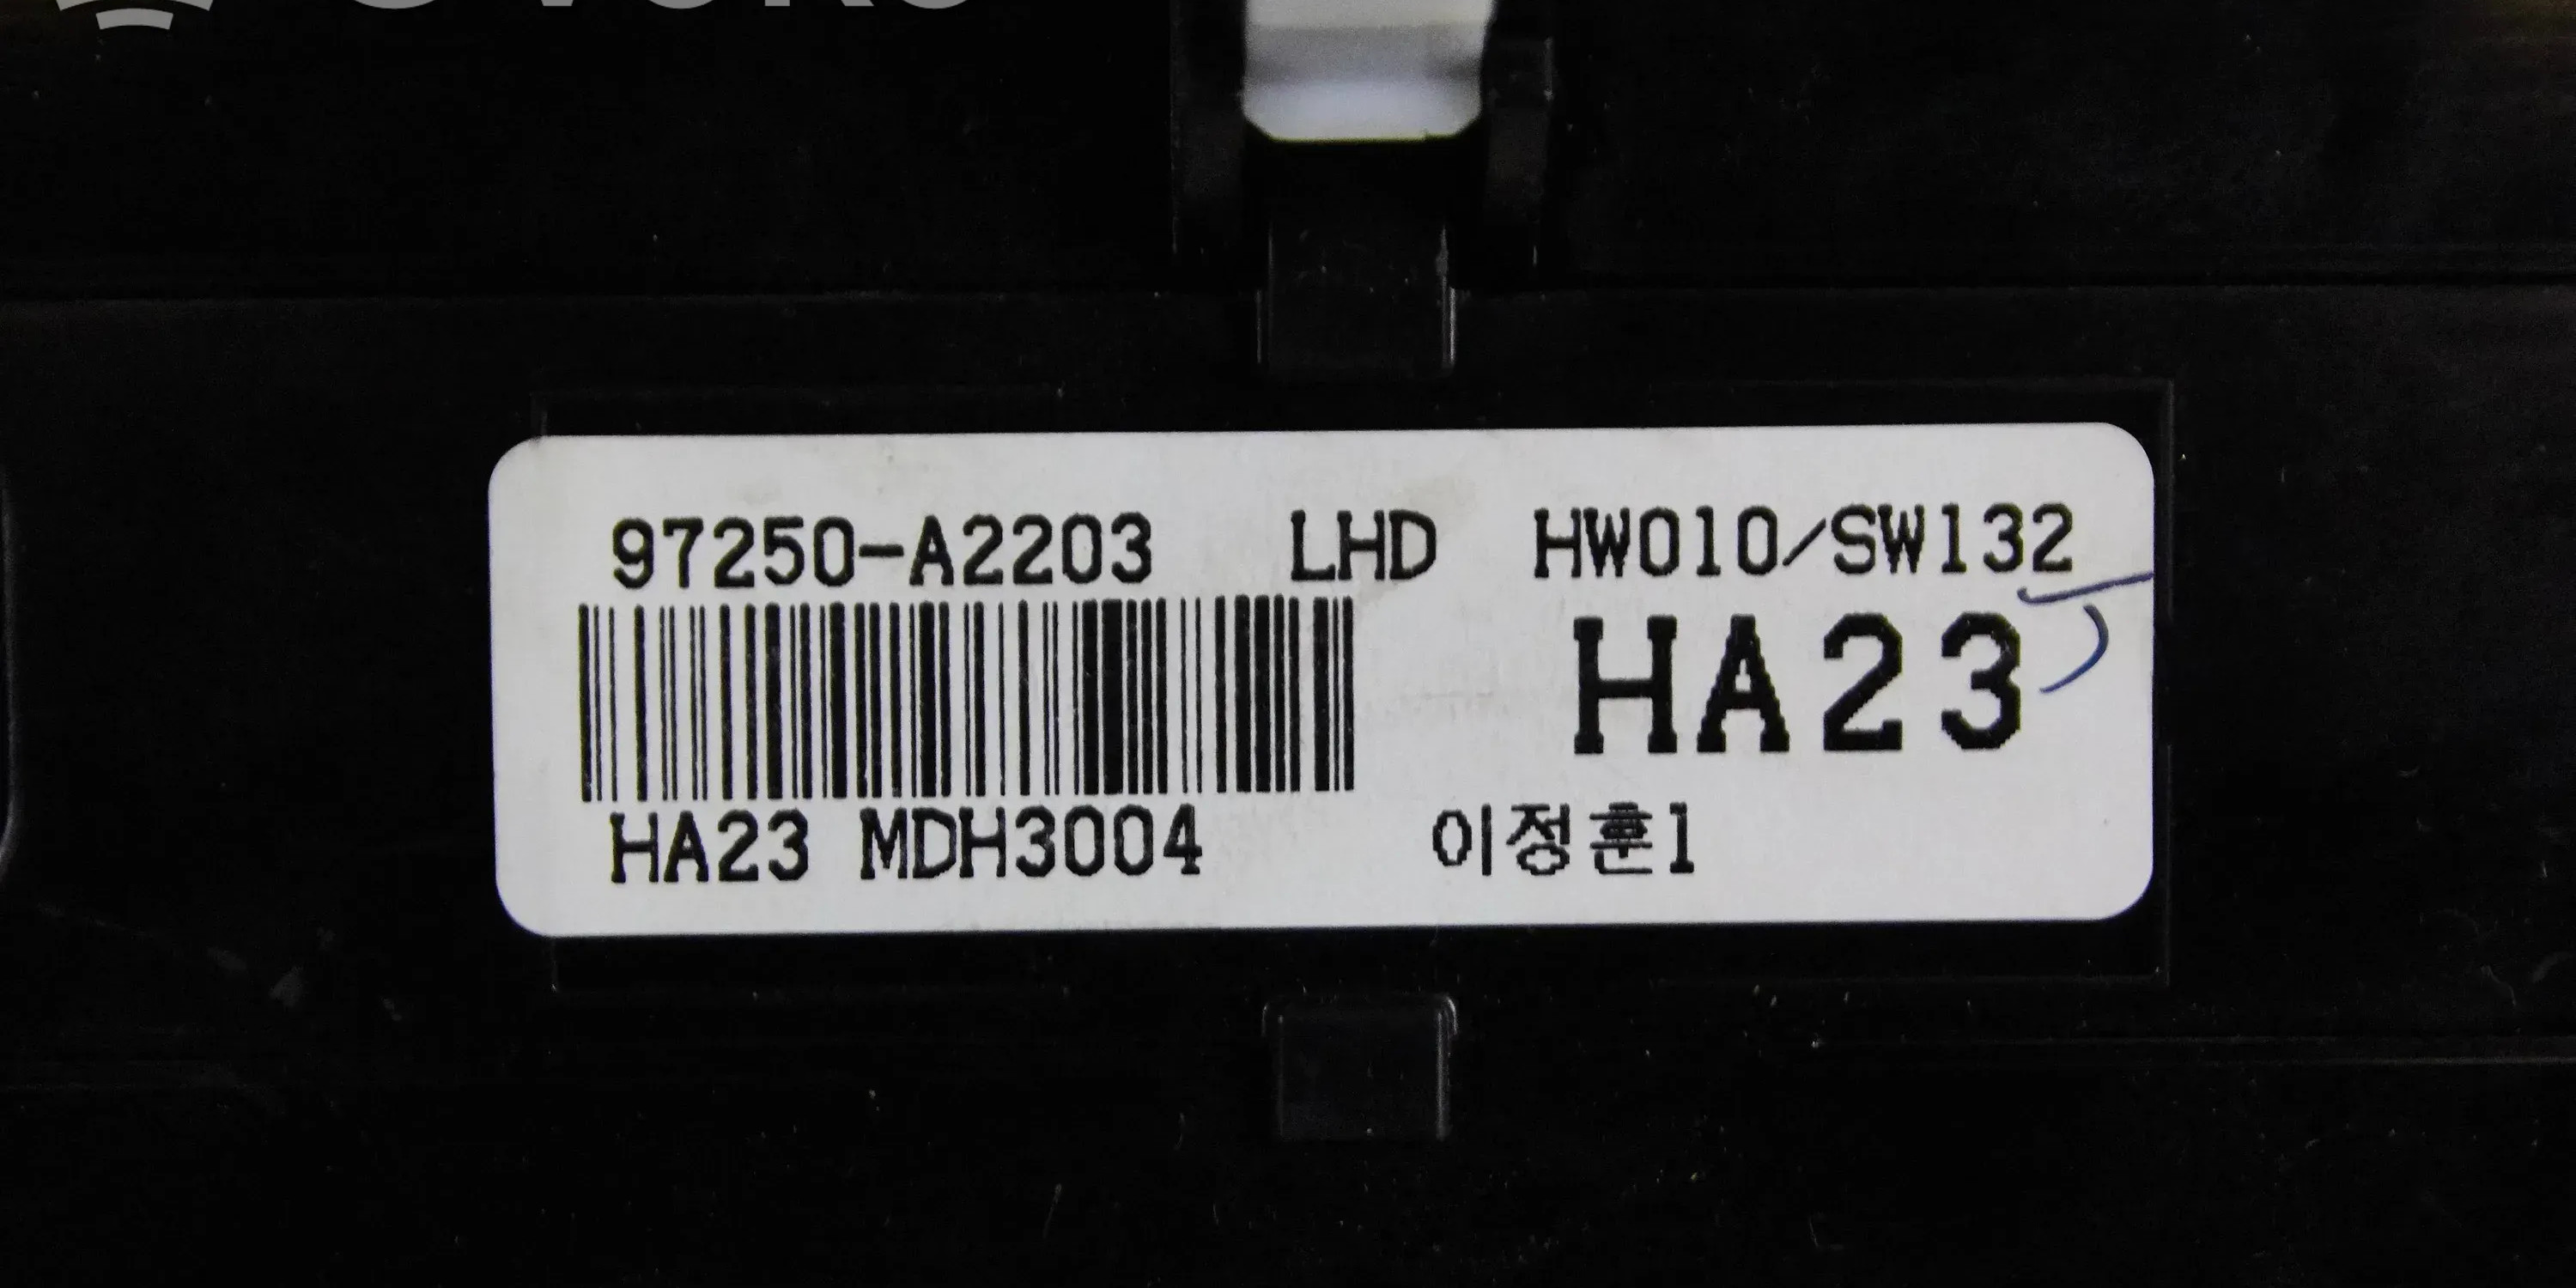 97250-A2203 LHD HW010/SW132
HA23
HA23 MDH3004 이정훈1